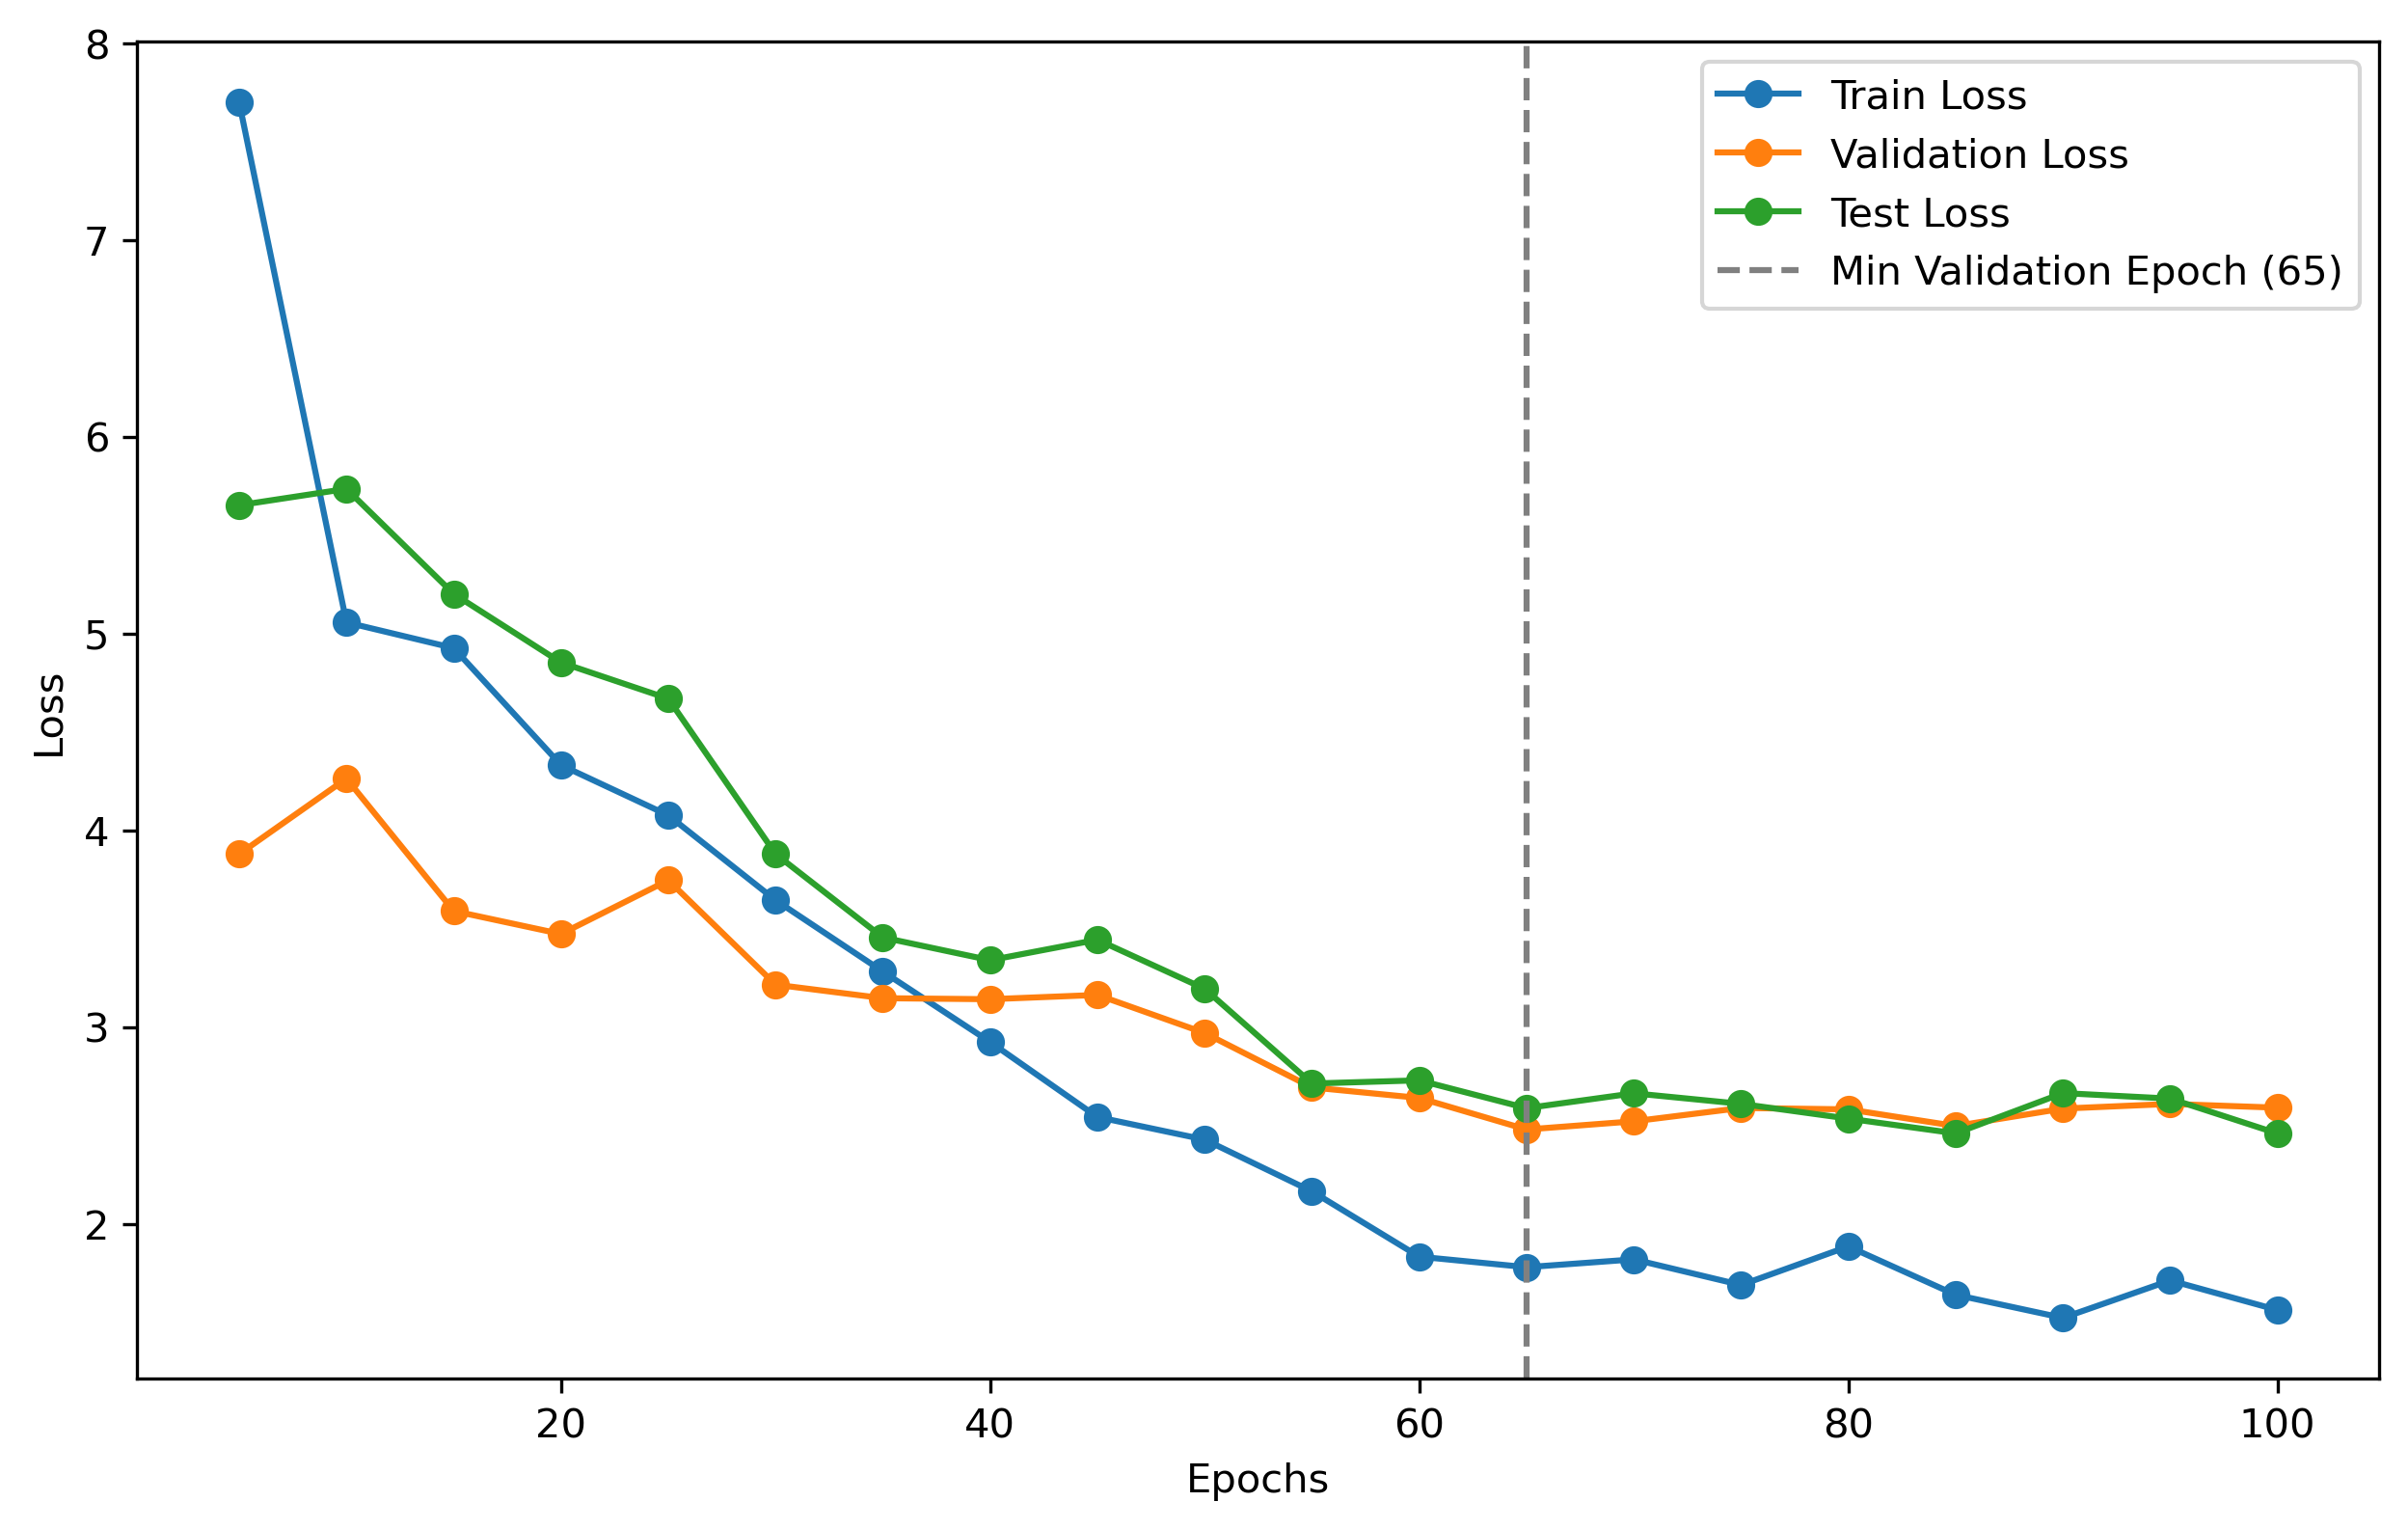 8
7
6
5
4
3
2
Loss
Train Loss
Validation Loss
Test Loss
Min Validation Epoch (65)
20 40 60 80 100
Epochs